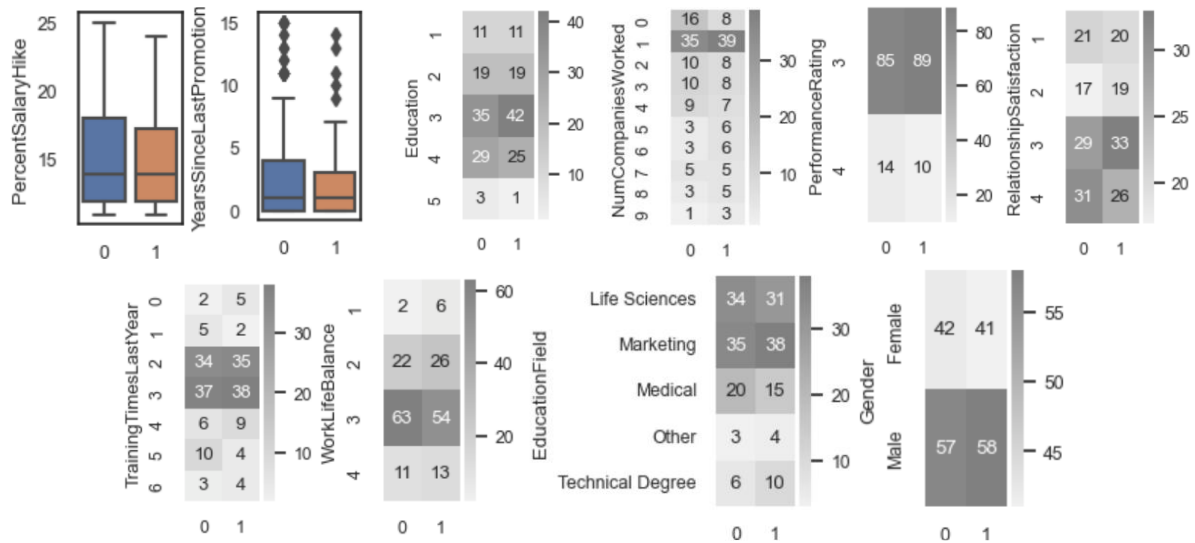 PercentSalaryHike
25
20
15
0 1
YearsSinceLastPromotion
15
10
5
0
0 1
Education
1 11 11
2 19 19
3 35 42
4 29 25
5 3 1
0 1
40
30
20
10
NumCompaniesWorked
0 16 8
1 35 39
2 10 8
3 10 8
4 9 7
5 3 6
6 3 6
7 5 5
8 3 5
9 1 3
0 1
30
20
10
PerformanceRating
3 85 89
4 14 10
0 1
80
60
40
20
RelationshipSatisfaction
1 21 20
2 17 19
3 29 33
4 31 26
0 1
30
25
20
TrainingTimesLastYear
0 2 5
1 5 2
2 34 35
3 37 38
4 6 9
5 10 4
6 3 4
0 1
30
20
10
WorkLifeBalance
1 2 6
2 22 26
3 63 54
4 11 13
0 1
60
40
20
EducationField
Life Sciences 34 31
Marketing 35 38
Medical 20 15
Other 3 4
Technical Degree 6 10
0 1
30
20
10
Gender
Female 42 41
Male 57 58
0 1
55
50
45